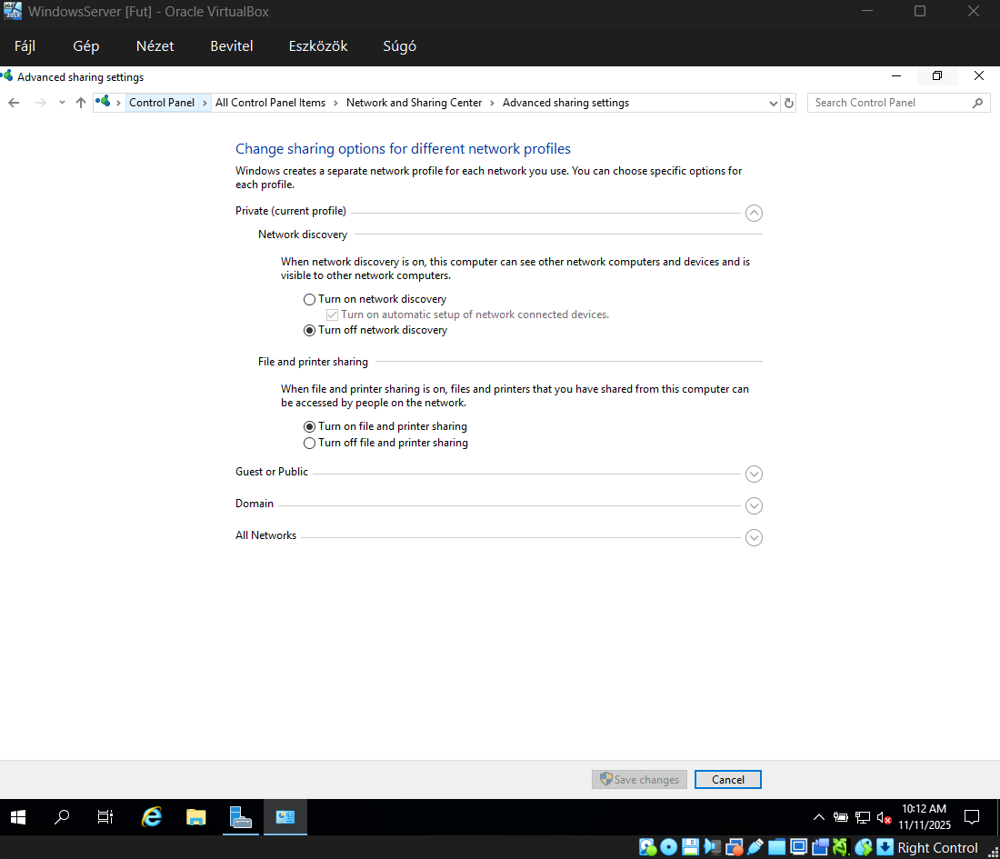 WindowsServer [Fut] - Oracle VirtualBox
Fájl Gép Nézet Bevitel Eszközök Súgó
Advanced sharing settings
Control Panel All Control Panel Items Network and Sharing Center Advanced sharing settings Search Control Panel
Change sharing options for different network profiles
Windows creates a separate network profile for each network you use. You can choose specific options for
each profile.
Private (current profile)
Network discovery
When network discovery is on, this computer can see other network computers and devices and is
visible to other network computers.
Turn on network discovery
Turn on automatic setup of network connected devices.
Turn off network discovery
File and printer sharing
When file and printer sharing is on, files and printers that you have shared from this computer can
be accessed by people on the network.
Turn on file and printer sharing
Turn off file and printer sharing
Guest or Public
Domain
All Networks
Save changes Cancel
10:12 AM
11/11/2025
Right Control